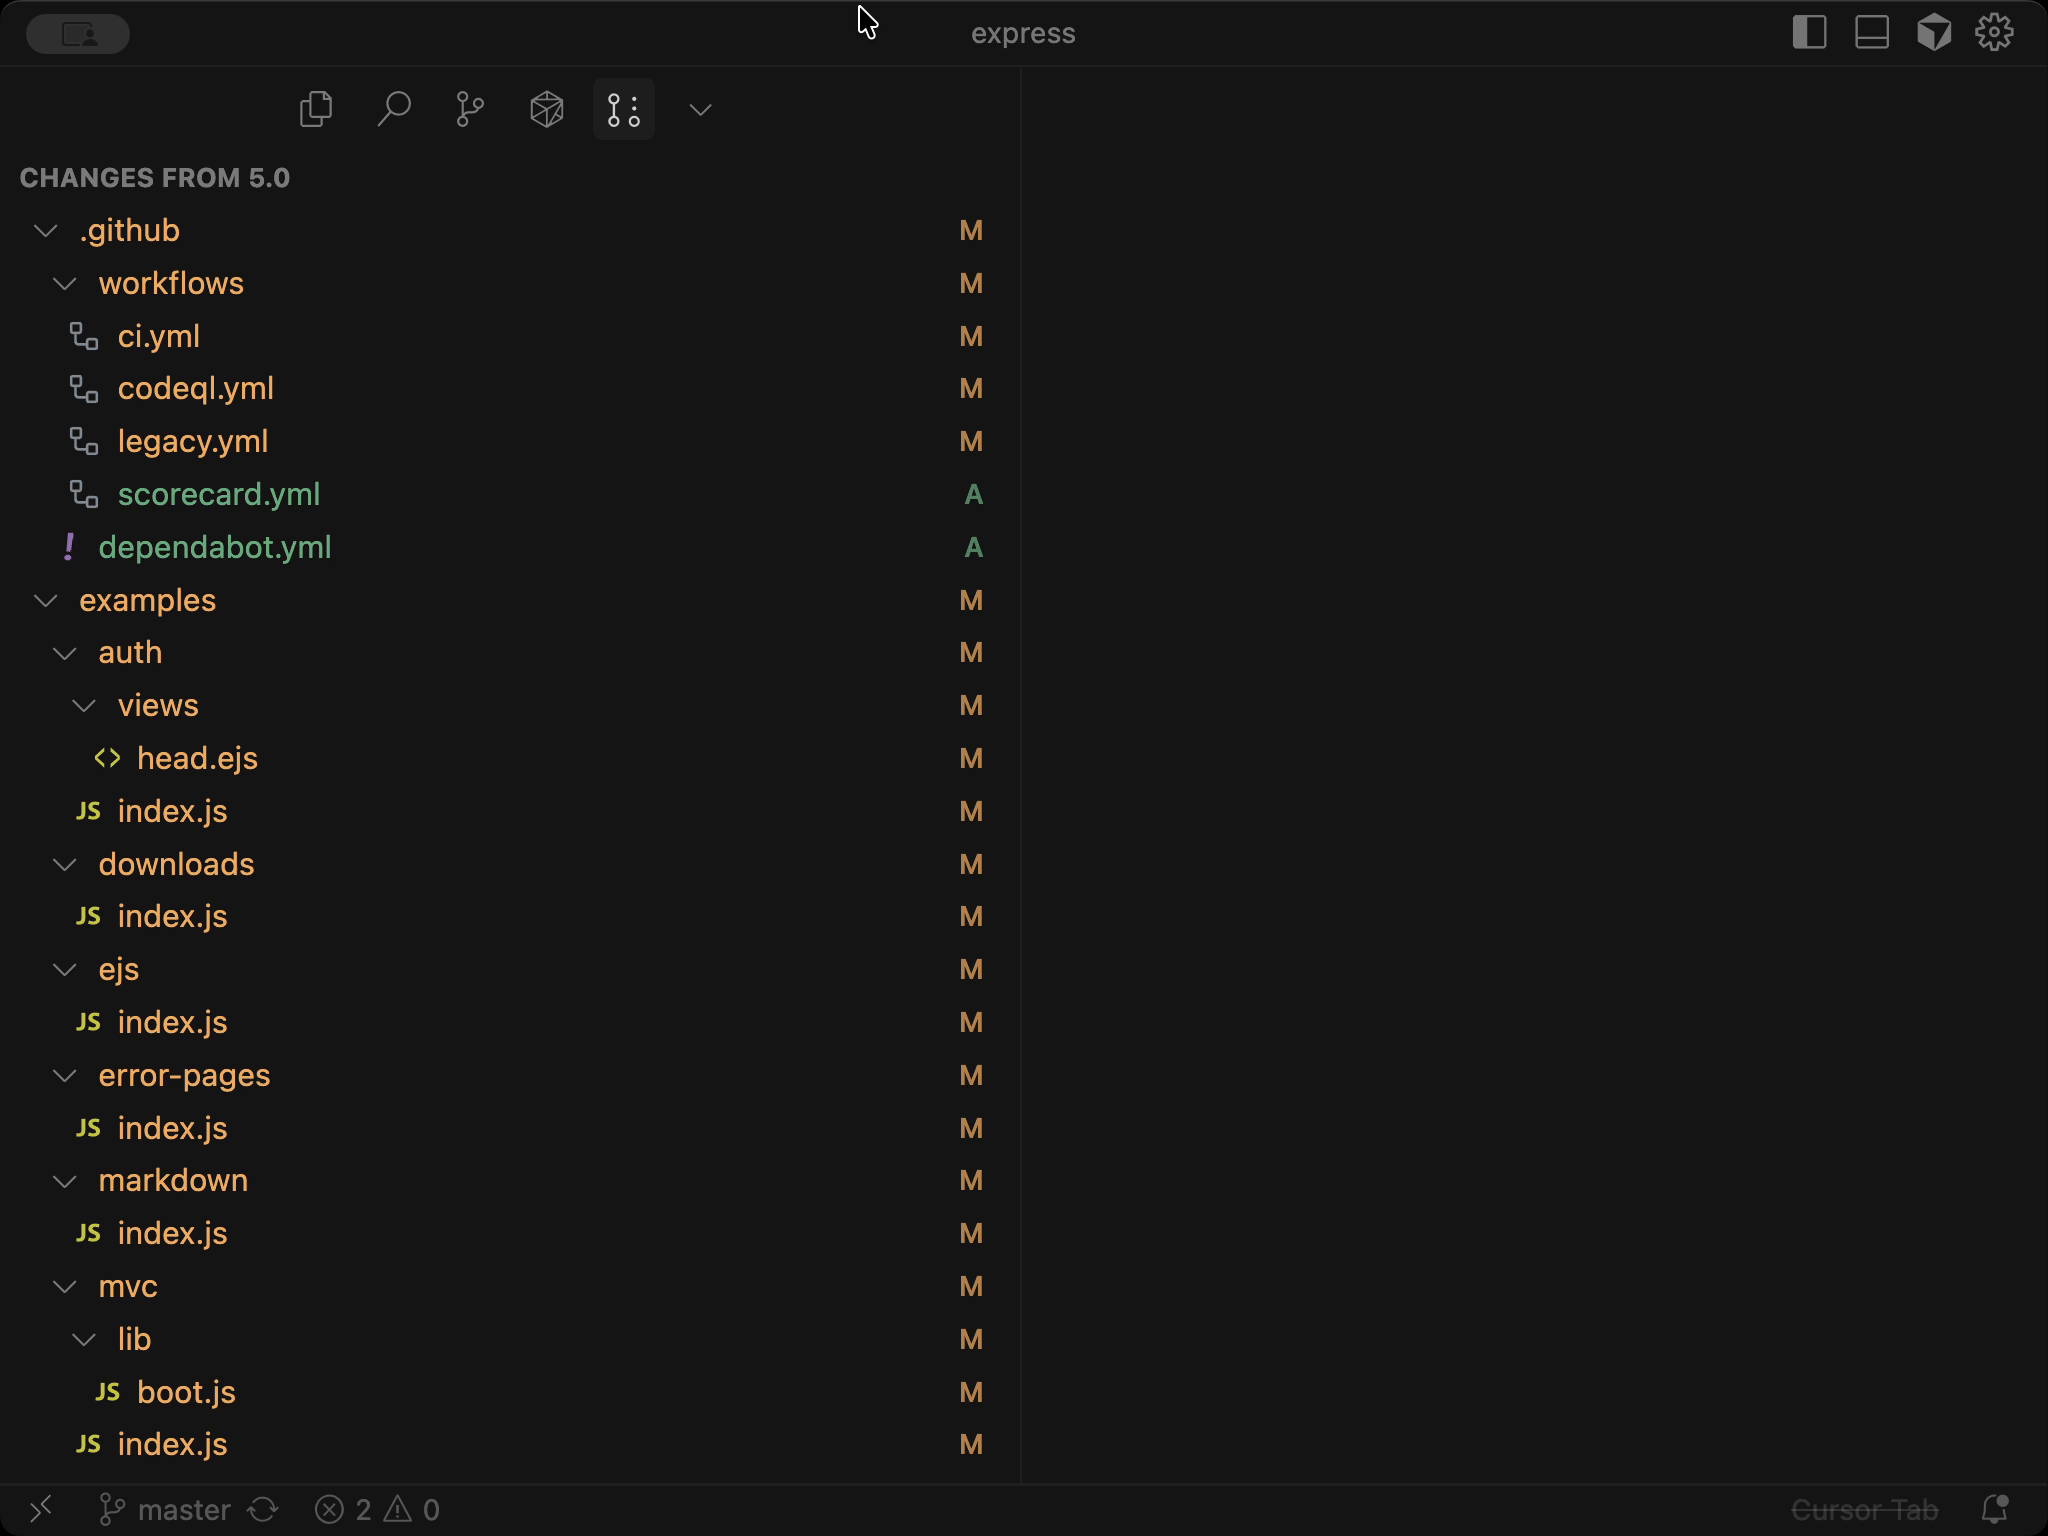 express
CHANGES FROM 5.0
.github M
workflows M
ci.yml M
codeql.yml M
legacy.yml M
scorecard.yml A
! dependabot.yml A
examples M
auth M
views M
<> head.ejs M
JS index.js M
downloads M
JS index.js M
ejs M
JS index.js M
error-pages M
JS index.js M
markdown M
JS index.js M
mvc M
lib M
JS boot.js M
JS index.js M
master 2 0 Cursor Tab